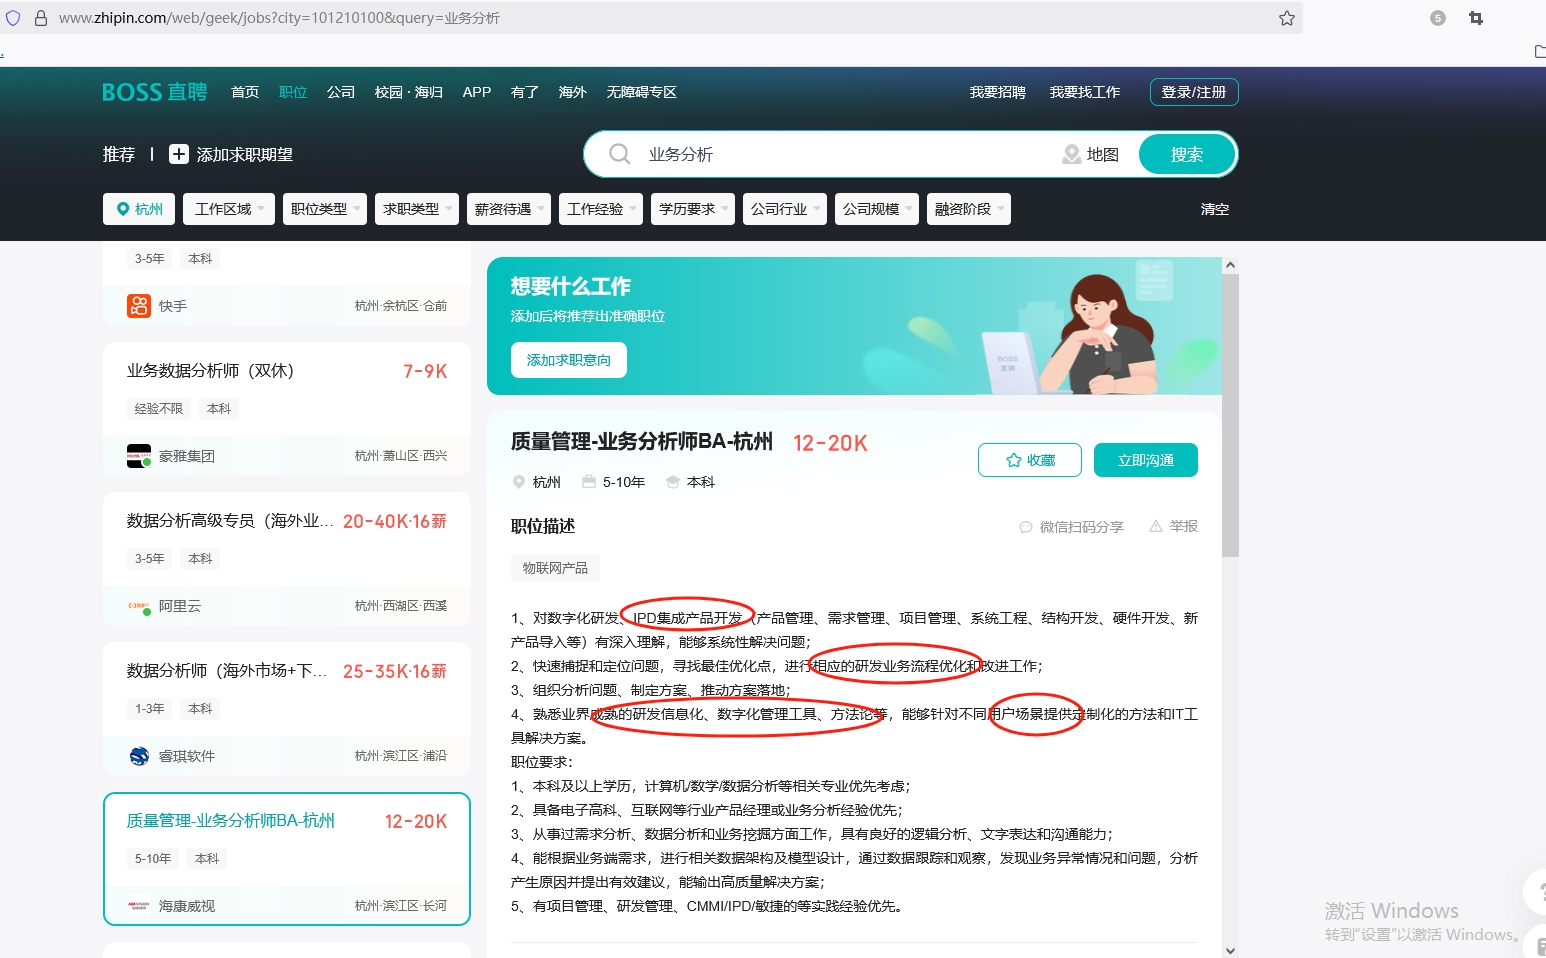 www.zhipin.com/web/geek/jobs?city=101210100&query=业务分析
5
BOSS 直聘 首页 职位 公司 校园·海归 APP 有了 海外 无障碍专区 我要招聘 我要找工作 登录/注册
推荐 添加求职期望 业务分析 地图 搜索
杭州 工作区域 职位类型 求职类型 薪资待遇 工作经验 学历要求 公司行业 公司规模 融资阶段 清空
3-5年 本科
快手 杭州·余杭区·仓前
业务数据分析师（双休） 7-9K
经验不限 本科
豪雅集团 杭州·萧山区·西兴
数据分析高级专员（海外业... 20-40K·16薪
3-5年 本科
阿里云 杭州·西湖区·西溪
数据分析师（海外市场+下... 25-35K·16薪
1-3年 本科
睿琪软件 杭州·滨江区·浦沿
质量管理-业务分析师BA-杭州 12-20K
5-10年 本科
海康威视 杭州·滨江区·长河
想要什么工作
添加后将推荐出准确职位
添加求职意向
BOSS
直聘
质量管理-业务分析师BA-杭州 12-20K
收藏 立即沟通
杭州 5-10年 本科
职位描述 微信扫码分享 举报
物联网产品
1、对数字化研发、IPD集成产品开发（产品管理、需求管理、项目管理、系统工程、结构开发、硬件开发、新
产品导入等）有深入理解，能够系统性解决问题；
2、快速捕捉和定位问题，寻找最佳优化点，进行相应的研发业务流程优化和改进工作；
3、组织分析问题、制定方案、推动方案落地；
4、熟悉业界成熟的研发信息化、数字化管理工具、方法论等，能够针对不同用户场景提供定制化的方法和IT工
具解决方案。
职位要求：
1、本科及以上学历，计算机/数学/数据分析等相关专业优先考虑；
2、具备电子高科、互联网等行业产品经理或业务分析经验优先；
3、从事过需求分析、数据分析和业务挖掘方面工作，具有良好的逻辑分析、文字表达和沟通能力；
4、能根据业务端需求，进行相关数据架构及模型设计，通过数据跟踪和观察，发现业务异常情况和问题，分析
产生原因并提出有效建议，能输出高质量解决方案；
5、有项目管理、研发管理、CMMI/IPD/敏捷的等实践经验优先。
激活 Windows
转到“设置”以激活 Windows。